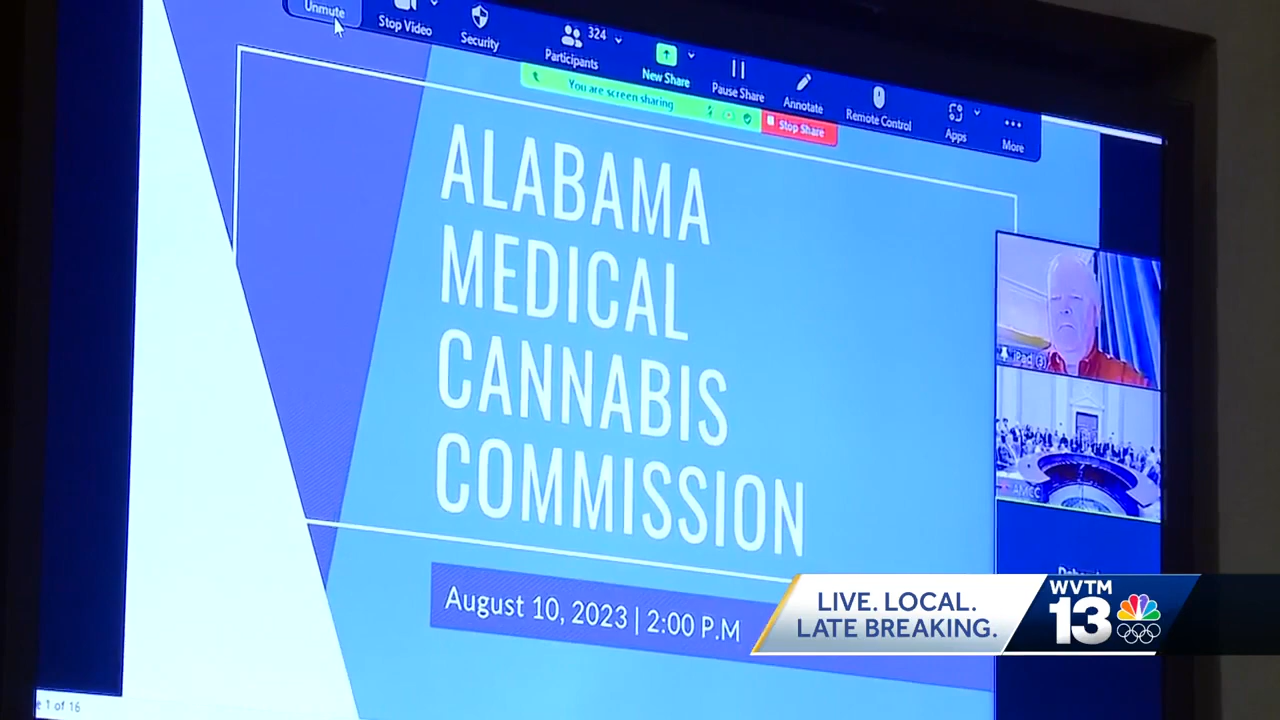 Unmute
Stop Video
Security
324
Participants
New Share
Pause Share
Annotate
Remote Control
Apps
More
You are screen sharing
Stop Share
ALABAMA
MEDICAL
CANNABIS
COMMISSION
August 10, 2023 | 2:00 P.M
iPad (3)
AMCC
LIVE. LOCAL.
LATE BREAKING.
WVTM
13
1 of 16